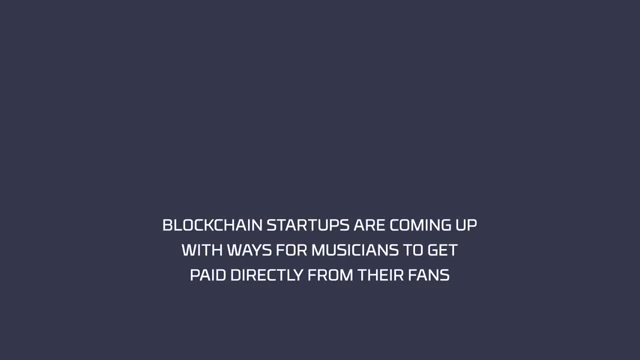 BLOCKCHAIN STARTUPS ARE COMING UP
WITH WAYS FOR MUSICIANS TO GET
PAID DIRECTLY FROM THEIR FANS